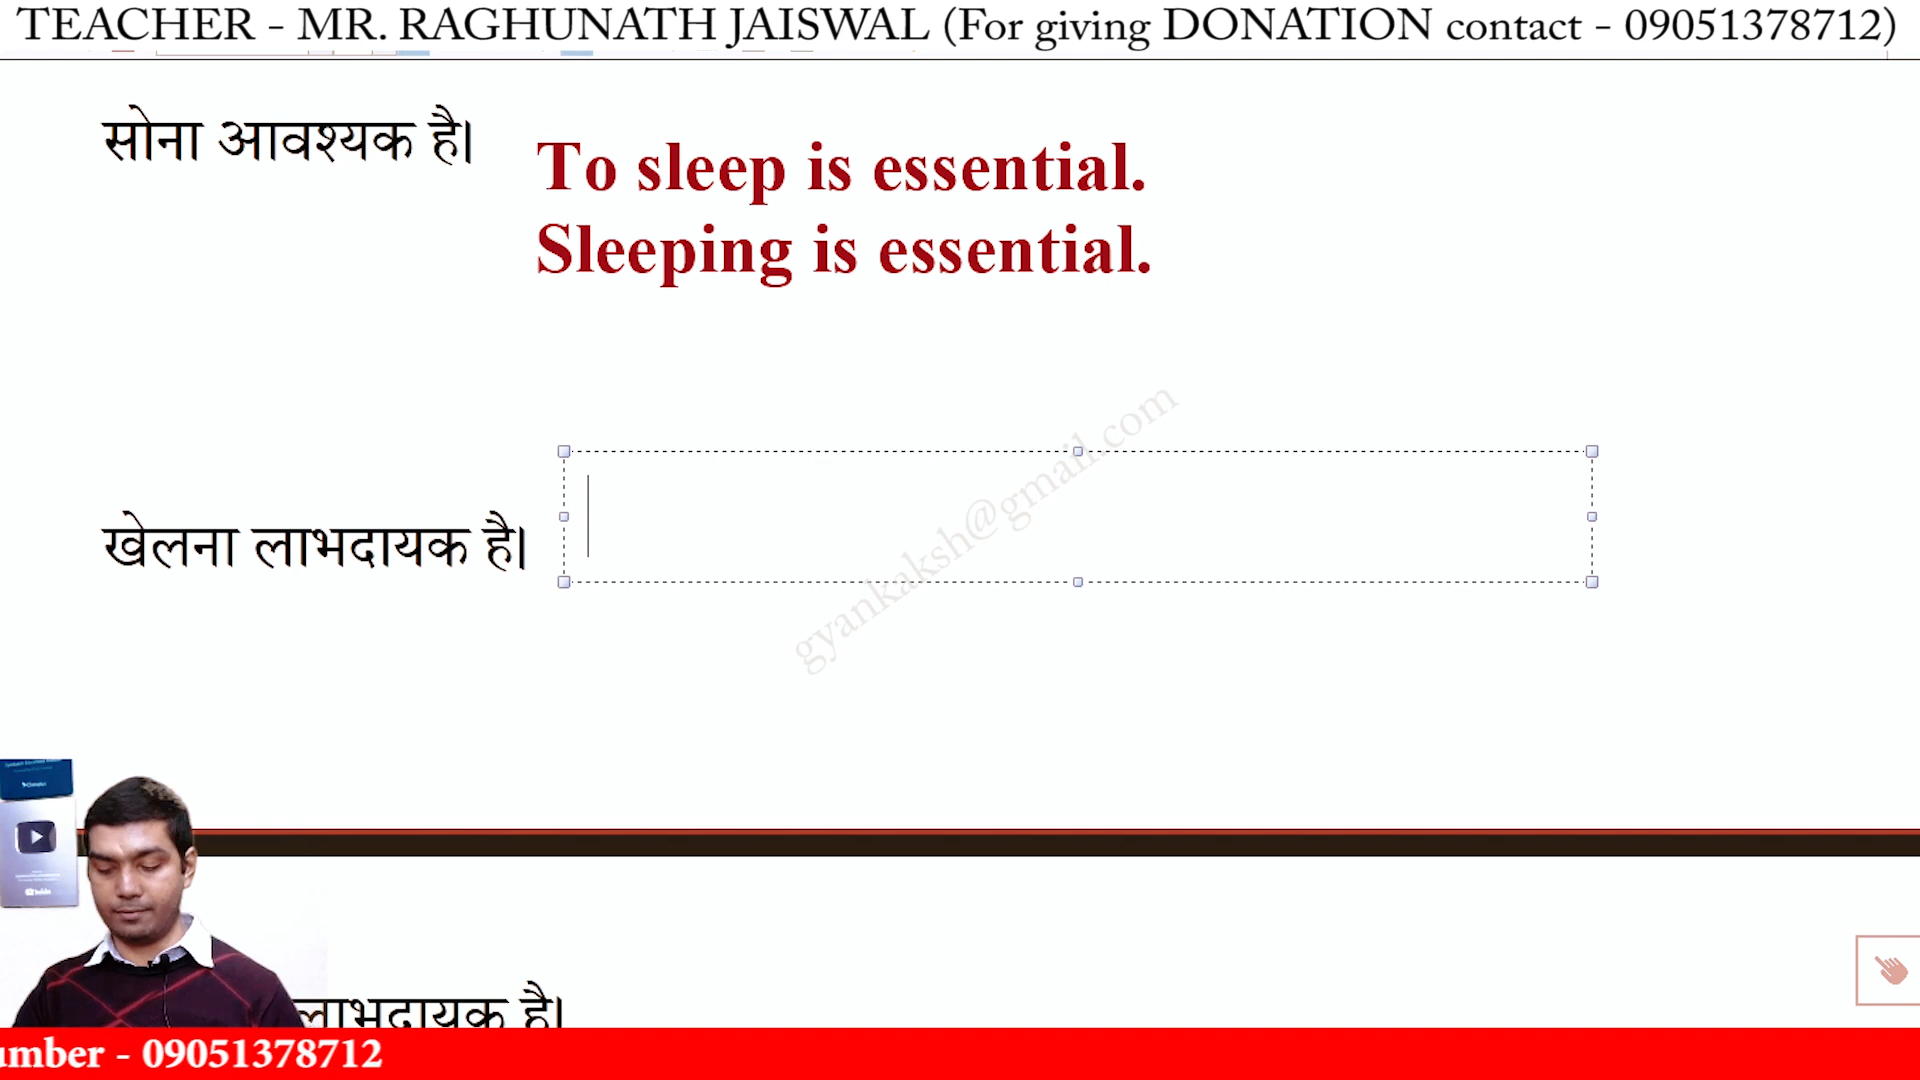 TEACHER - MR. RAGHUNATH JAISWAL (For giving DONATION contact - 09051378712)
सोना आवश्यक है।
To sleep is essential.
Sleeping is essential.
gyankaksh@gmail.com
खेलना लाभदायक है।
लाभदायक है।
umber - 09051378712